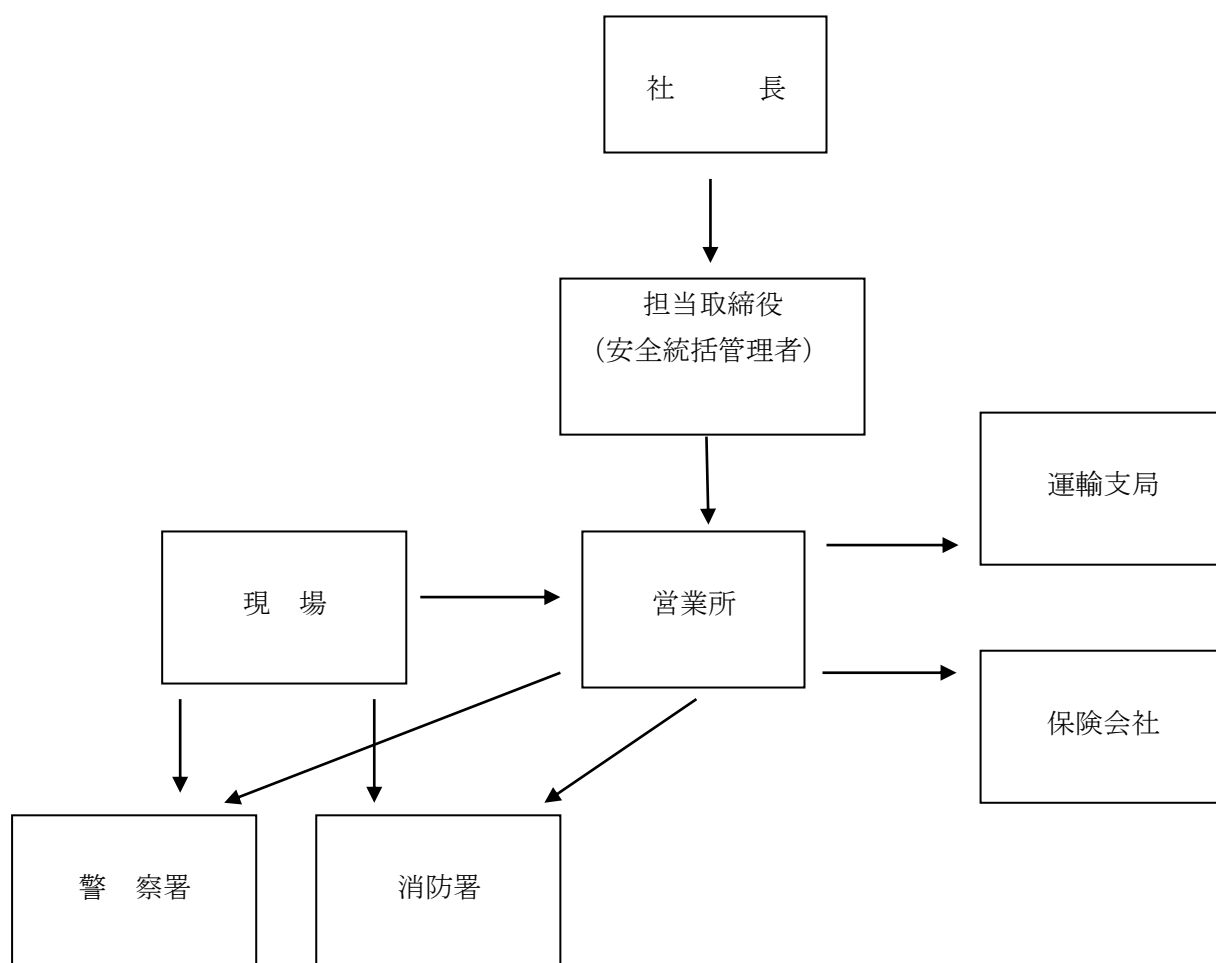 社　　　長
担当取締役
（安全統括管理者）
運輸支局
現　場
営業所
保険会社
警　察署
消防署